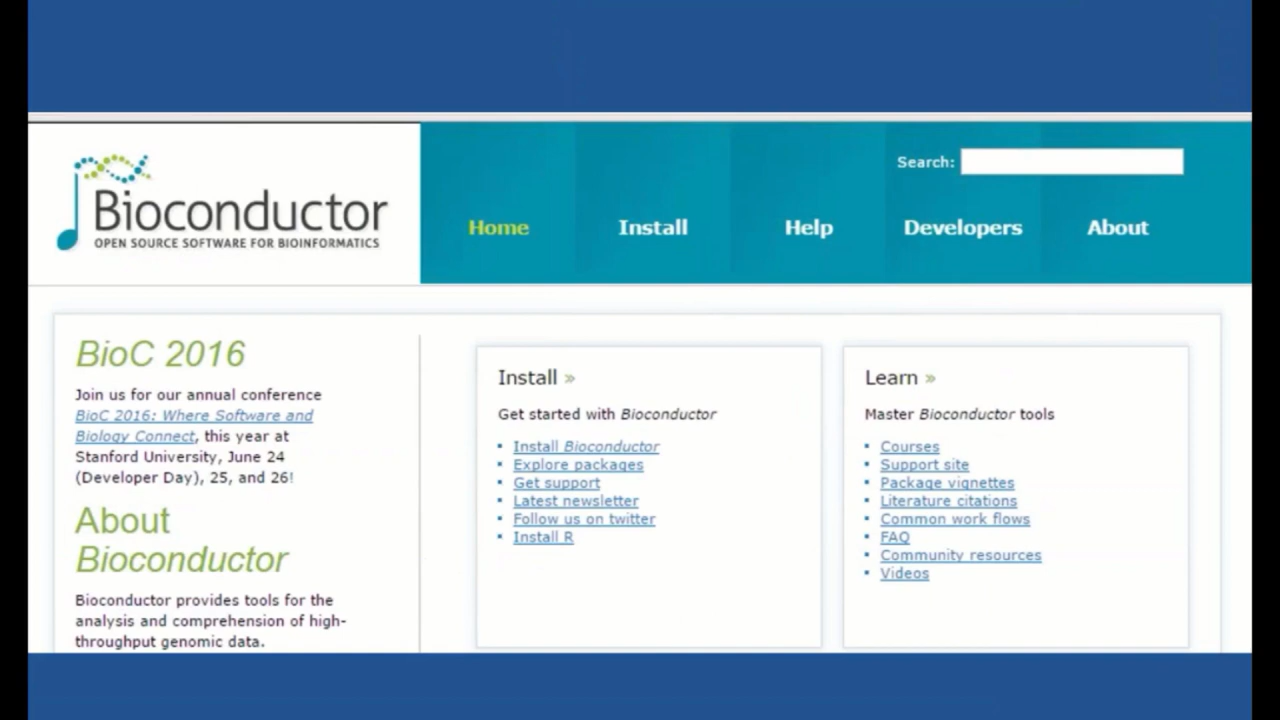 Bioconductor
OPEN SOURCE SOFTWARE FOR BIOINFORMATICS
Search:
Home Install Help Developers About
BioC 2016
Join us for our annual conference
BioC 2016: Where Software and
Biology Connect, this year at
Stanford University, June 24
(Developer Day), 25, and 26!
About
Bioconductor
Bioconductor provides tools for the
analysis and comprehension of high-
throughput genomic data.
Install »
Get started with Bioconductor
Install Bioconductor
Explore packages
Get support
Latest newsletter
Follow us on twitter
Install R
Learn »
Master Bioconductor tools
Courses
Support site
Package vignettes
Literature citations
Common work flows
FAQ
Community resources
Videos